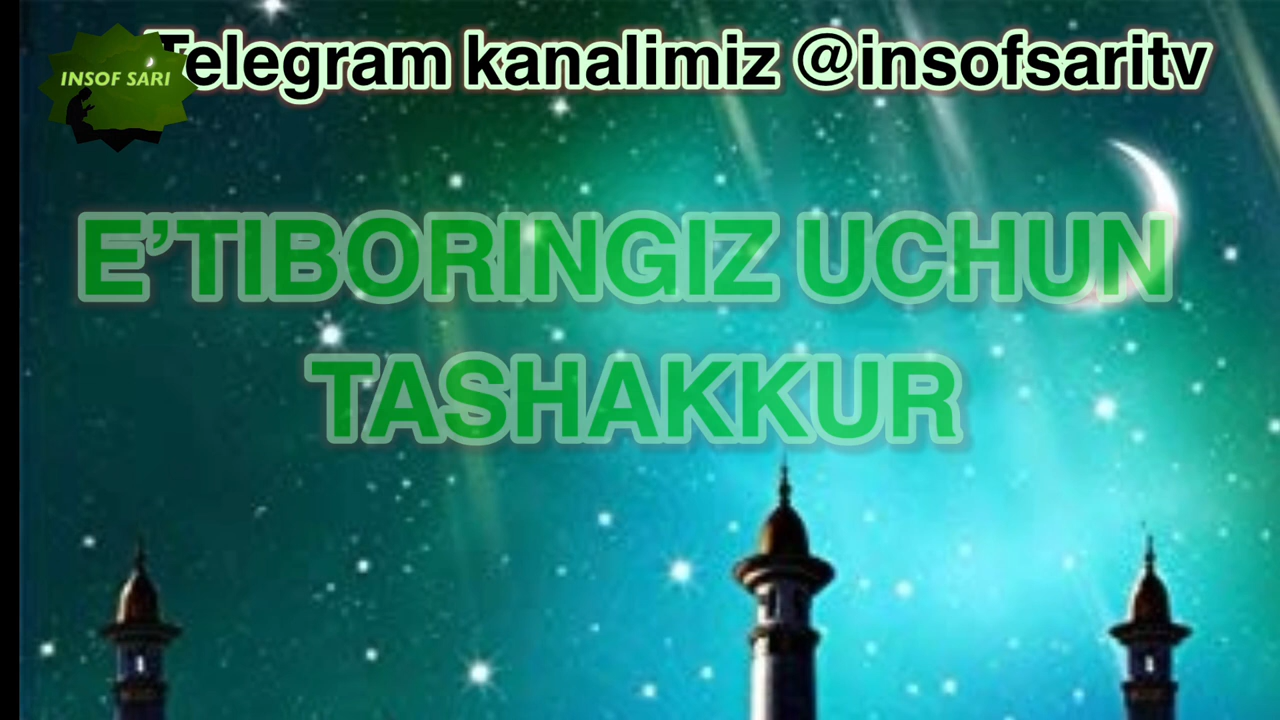 Telegram kanalimiz @insofsaritv
INSOF SARI
E’TIBORINGIZ UCHUN
TASHAKKUR